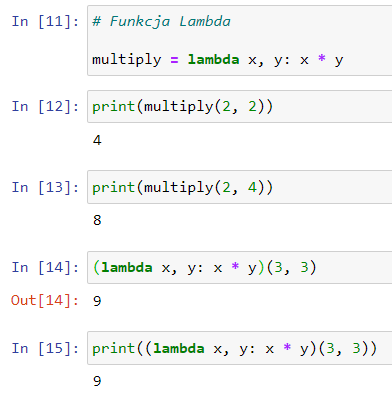 In [11]: # Funkcja Lambda
multiply = lambda x, y: x * y
In [12]: print(multiply(2, 2))
4
In [13]: print(multiply(2, 4))
8
In [14]: (lambda x, y: x * y)(3, 3)
Out[14]: 9
In [15]: print((lambda x, y: x * y)(3, 3))
9